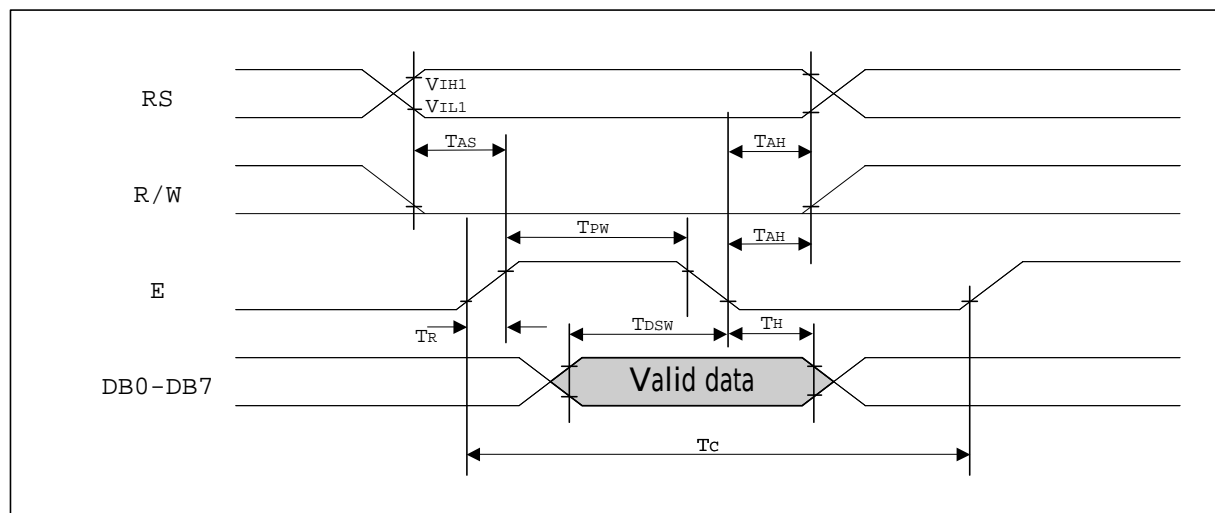 RS
VIH1
VIL1
TAS
TAH
R/W
TPW
TAH
E
TR
TDSW
TH
DB0-DB7
Valid data
TC